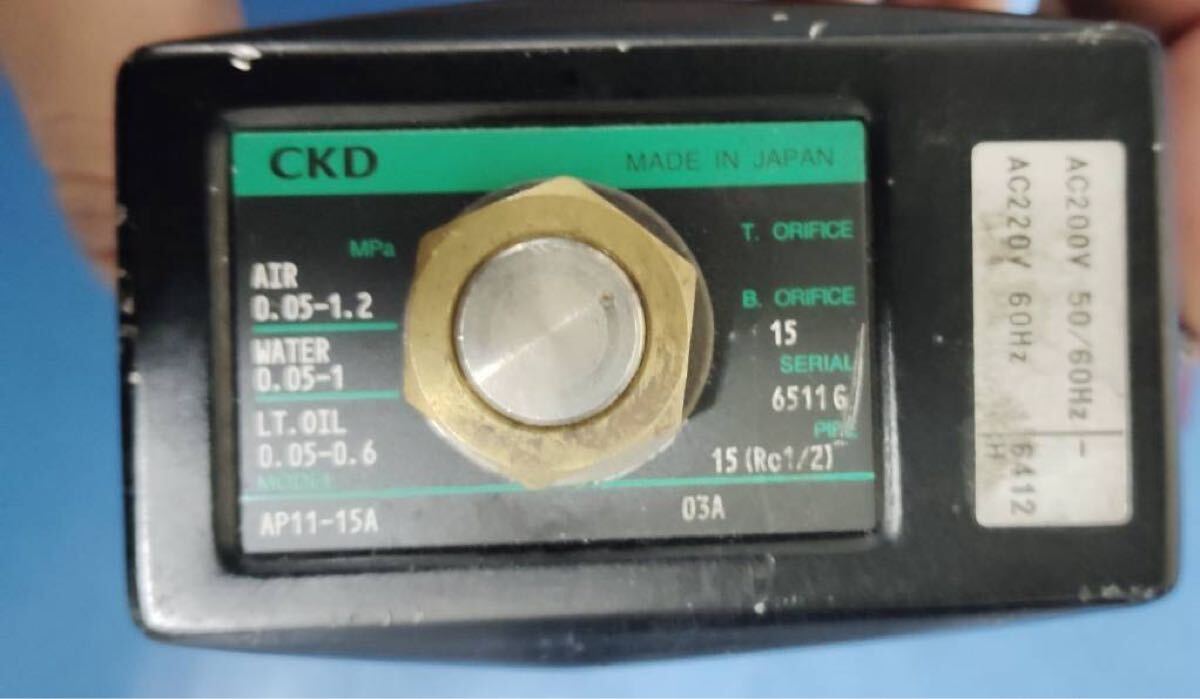 CKD
MADE IN JAPAN
MPa
AIR
0.05-1.2
WATER
0.05-1
LT.OIL
0.05-0.6
MODEL
AP11-15A
03A
T. ORIFICE
B. ORIFICE
15
SERIAL
65116
PIPE
15 (Rc1/2)
AC200V 50/60Hz -
AC220V 60Hz
6412
H